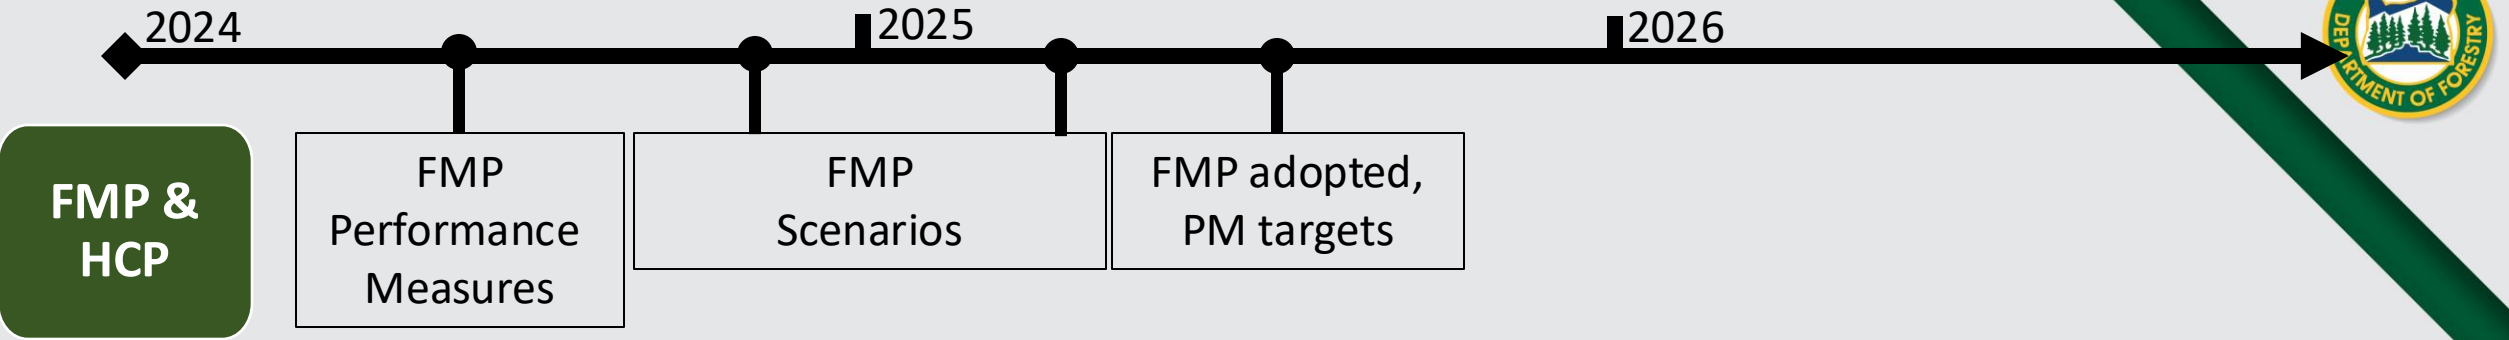 2024
2025
2026
DEPARTMENT OF FORESTRY
FMP &
HCP
FMP
Performance
Measures
FMP
Scenarios
FMP adopted,
PM targets